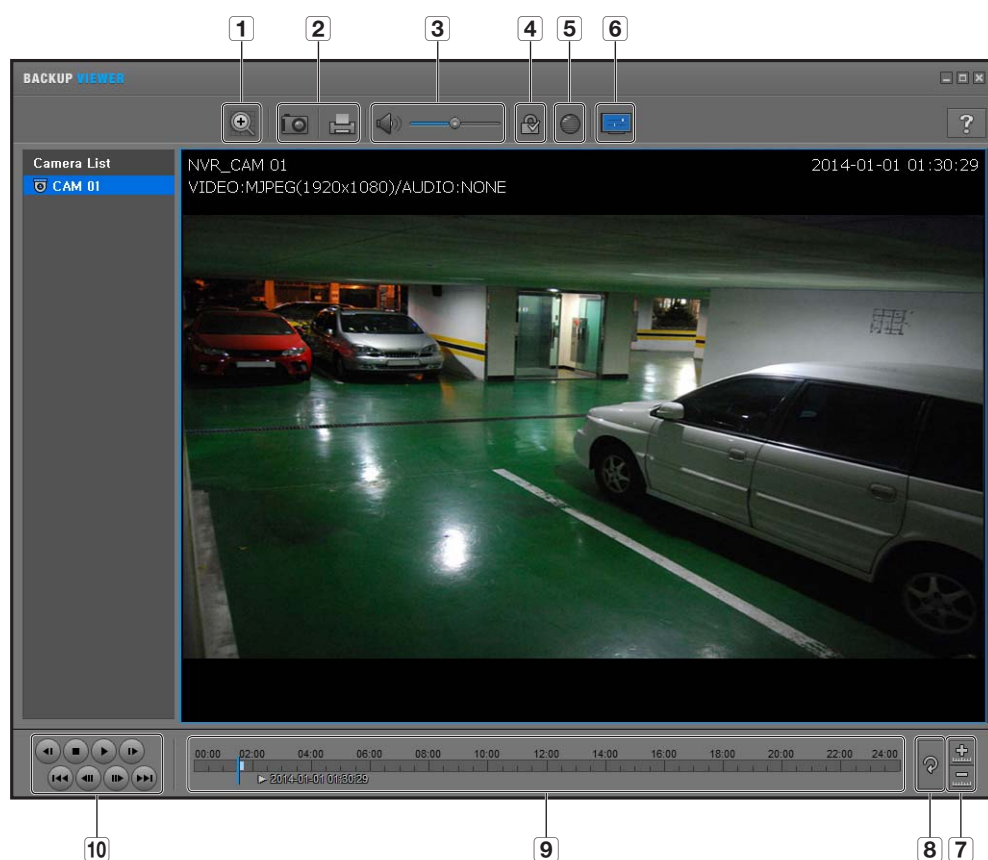 1 2 3 4 5 6
BACKUP VIEWER
?
Camera List
CAM 01
NVR_CAM 01
2014-01-01 01:30:29
VIDEO:MJPEG(1920x1080)/AUDIO:NONE
00:00 02:00 04:00 06:00 08:00 10:00 12:00 14:00 16:00 18:00 20:00 22:00 24:00
2014-01-01 01:30:29
10 9 8 7